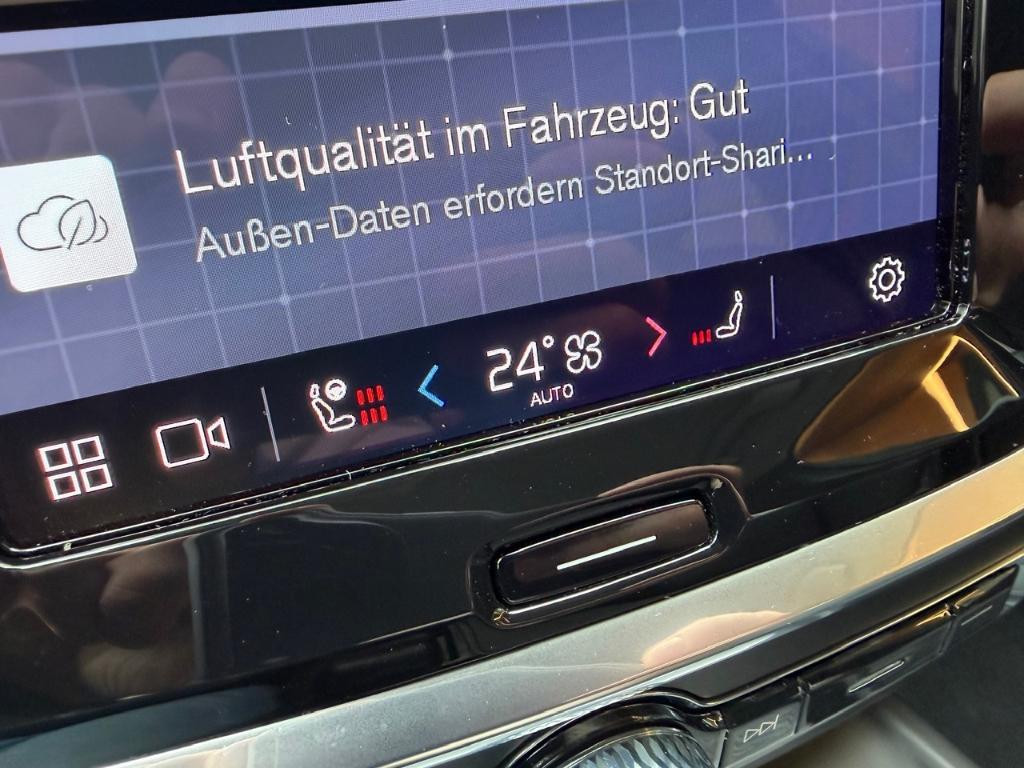 Luftqualität im Fahrzeug: Gut
Außen-Daten erfordern Standort-Shari...
24°
AUTO